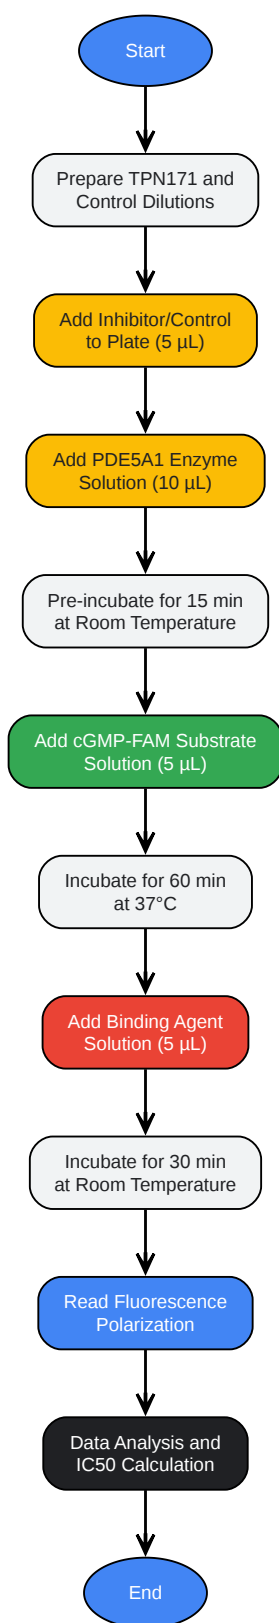 Start
Prepare TPN171 and
Control Dilutions
Add Inhibitor/Control
to Plate (5 µL)
Add PDE5A1 Enzyme
Solution (10 µL)
Pre-incubate for 15 min
at Room Temperature
Add cGMP-FAM Substrate
Solution (5 µL)
Incubate for 60 min
at 37°C
Add Binding Agent
Solution (5 µL)
Incubate for 30 min
at Room Temperature
Read Fluorescence
Polarization
Data Analysis and
IC50 Calculation
End